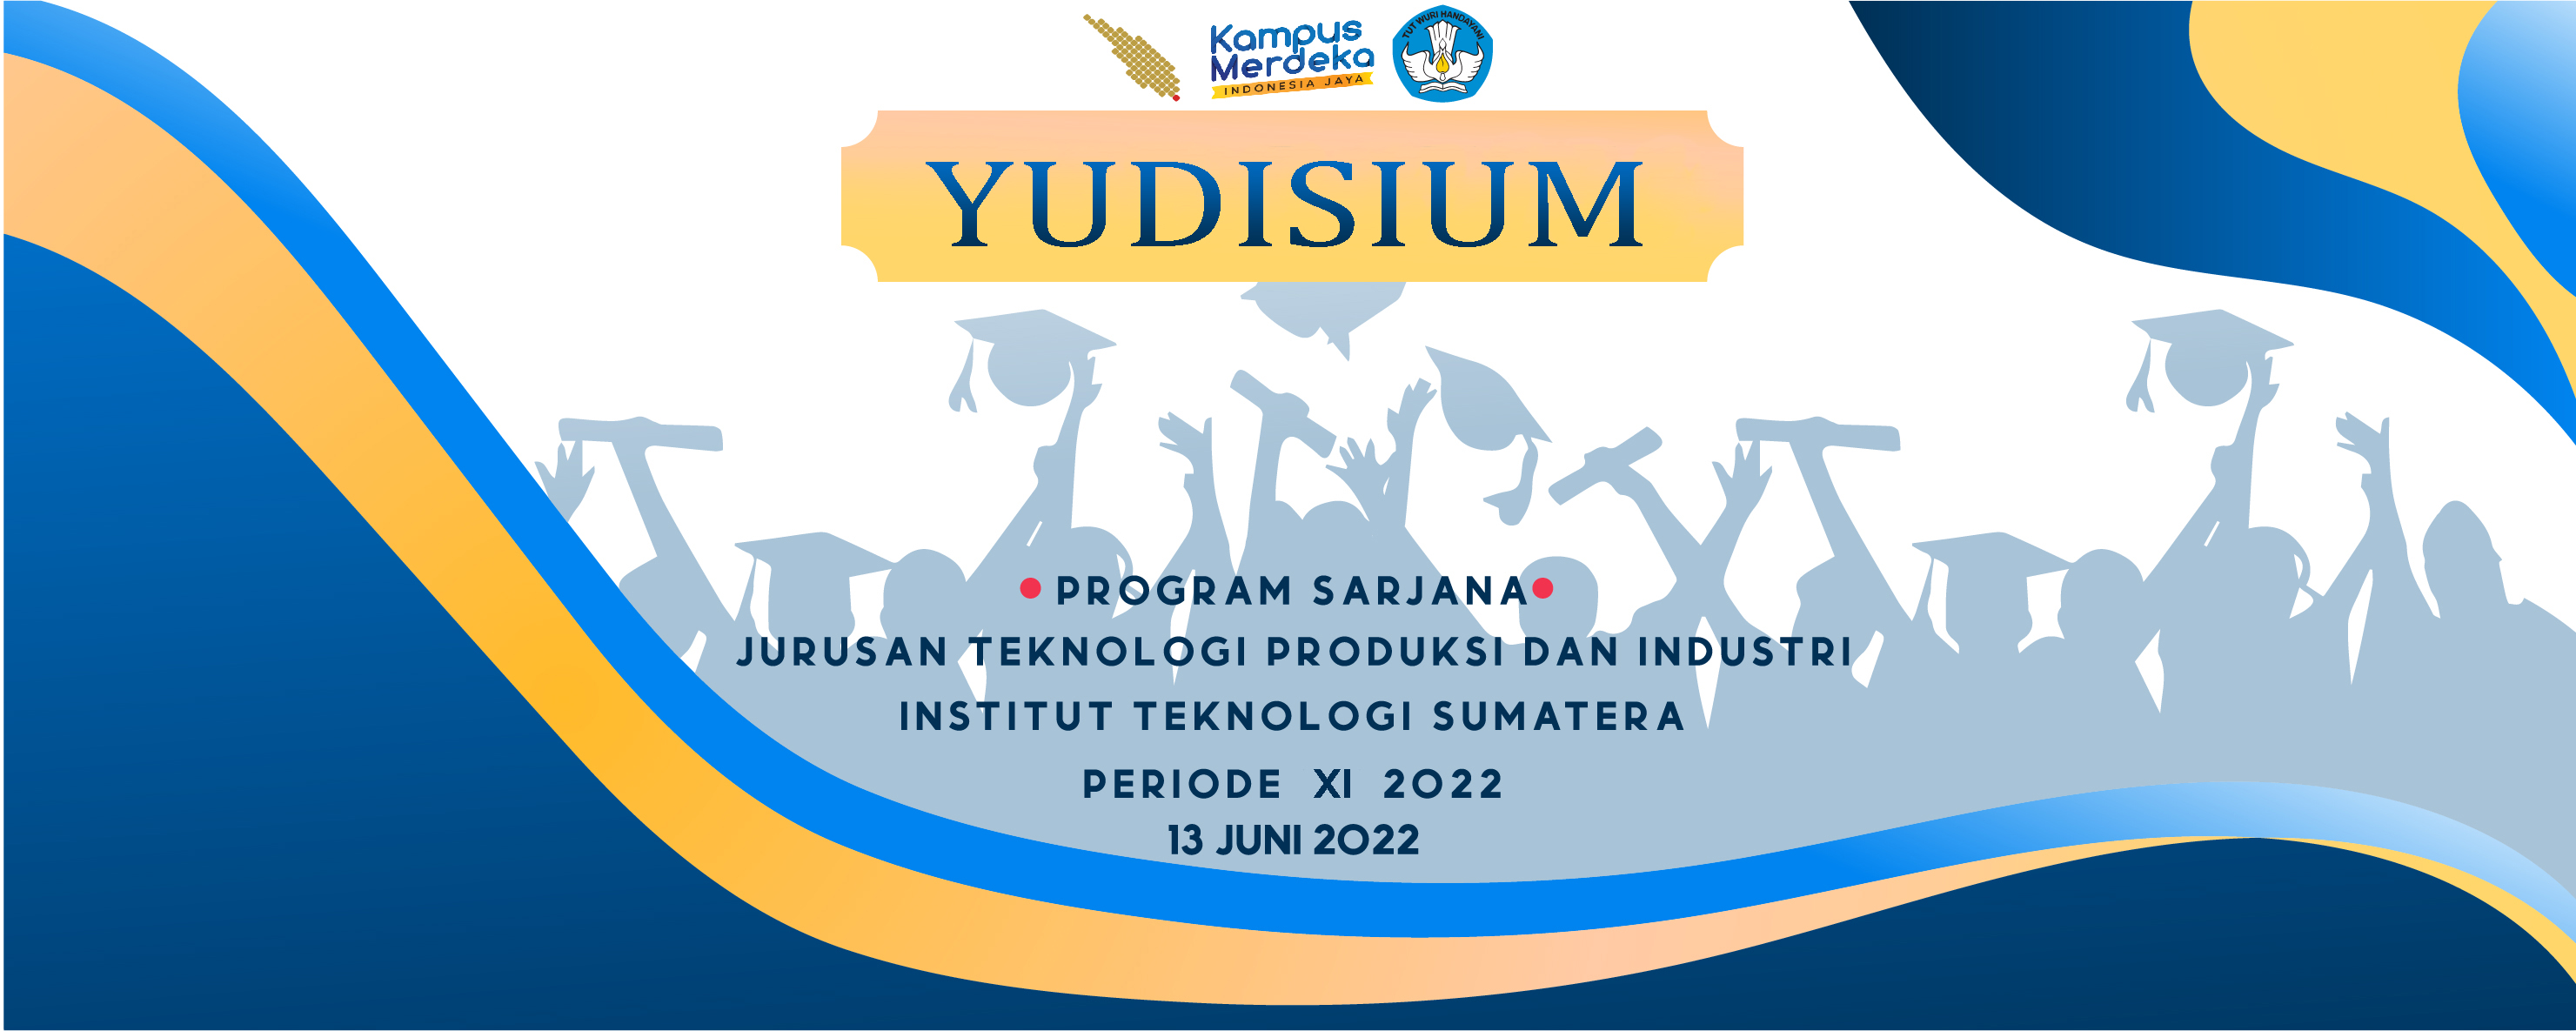 Kampus
Merdeka
INDONESIA JAYA
TUT WURI HANDAYANI
YUDISIUM
PROGRAM SARJANA
JURUSAN TEKNOLOGI PRODUKSI DAN INDUSTRI
INSTITUT TEKNOLOGI SUMATERA
PERIODE XI 2022
13 JUNI 2022